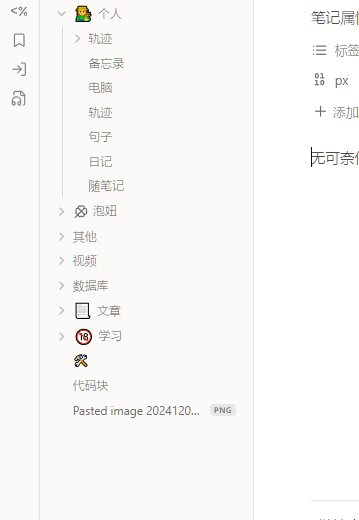 <%
个人
轨迹
备忘录
电脑
轨迹
句子
日记
随笔记
泡妞
其他
视频
数据库
文章
学习
代码块
Pasted image 2024120... PNG
笔记属
标签
px
添加
无可奈